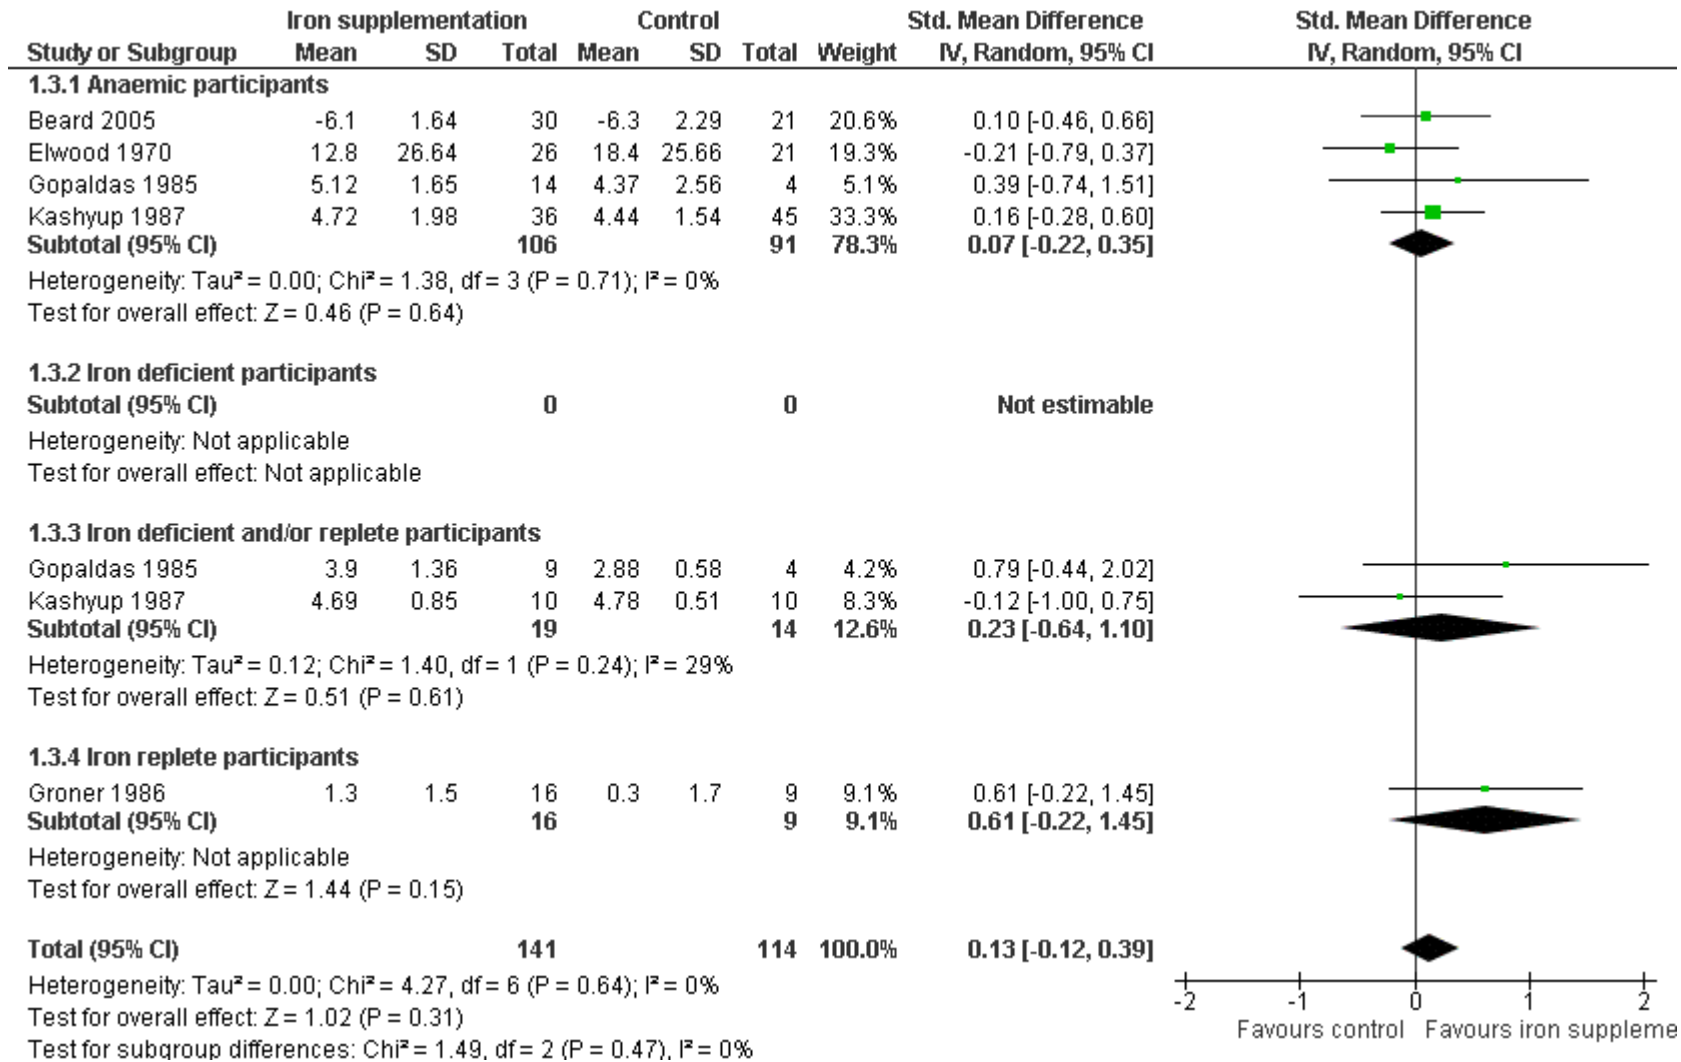 Iron supplementation Control Std. Mean Difference Std. Mean Difference
Study or Subgroup Mean SD Total Mean SD Total Weight IV, Random, 95% CI IV, Random, 95% CI
1.3.1 Anaemic participants
Beard 2005 -6.1 1.64 30 -6.3 2.29 21 20.6% 0.10 [-0.46, 0.66]
Elwood 1970 12.8 26.64 26 18.4 25.66 21 19.3% -0.21 [-0.79, 0.37]
Gopaldas 1985 5.12 1.65 14 4.37 2.56 4 5.1% 0.39 [-0.74, 1.51]
Kashyup 1987 4.72 1.98 36 4.44 1.54 45 33.3% 0.16 [-0.28, 0.60]
Subtotal (95% CI) 106 91 78.3% 0.07 [-0.22, 0.35]
Heterogeneity: Tau² = 0.00; Chi² = 1.38, df = 3 (P = 0.71); I² = 0%
Test for overall effect: Z = 0.46 (P = 0.64)
1.3.2 Iron deficient participants
Subtotal (95% CI) 0 0 Not estimable
Heterogeneity: Not applicable
Test for overall effect: Not applicable
1.3.3 Iron deficient and/or replete participants
Gopaldas 1985 3.9 1.36 9 2.88 0.58 4 4.2% 0.79 [-0.44, 2.02]
Kashyup 1987 4.69 0.85 10 4.78 0.51 10 8.3% -0.12 [-1.00, 0.75]
Subtotal (95% CI) 19 14 12.6% 0.23 [-0.64, 1.10]
Heterogeneity: Tau² = 0.12; Chi² = 1.40, df = 1 (P = 0.24); I² = 29%
Test for overall effect: Z = 0.51 (P = 0.61)
1.3.4 Iron replete participants
Groner 1986 1.3 1.5 16 0.3 1.7 9 9.1% 0.61 [-0.22, 1.45]
Subtotal (95% CI) 16 9 9.1% 0.61 [-0.22, 1.45]
Heterogeneity: Not applicable
Test for overall effect: Z = 1.44 (P = 0.15)
Total (95% CI) 141 114 100.0% 0.13 [-0.12, 0.39]
Heterogeneity: Tau² = 0.00; Chi² = 4.27, df = 6 (P = 0.64); I² = 0%
Test for overall effect: Z = 1.02 (P = 0.31)
Test for subgroup differences: Chi² = 1.49, df = 2 (P = 0.47), I² = 0%
-2 -1 0 1 2
Favours control Favours iron suppleme